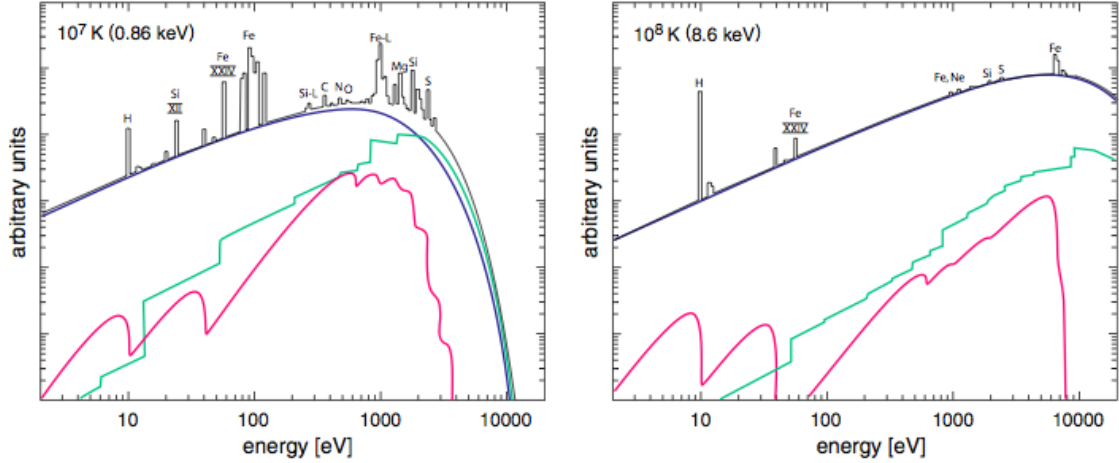 10⁷ K (0.86 keV)
Fe
Fe-L
Fe
XXIV
Mg
Si
Si
XII
H
Si-L
C
N
O
S
arbitrary units
10
100
1000
10000
energy [eV]
10⁸ K (8.6 keV)
Fe
H
Fe, Ne
Si
S
Fe
XXIV
arbitrary units
10
100
1000
10000
energy [eV]